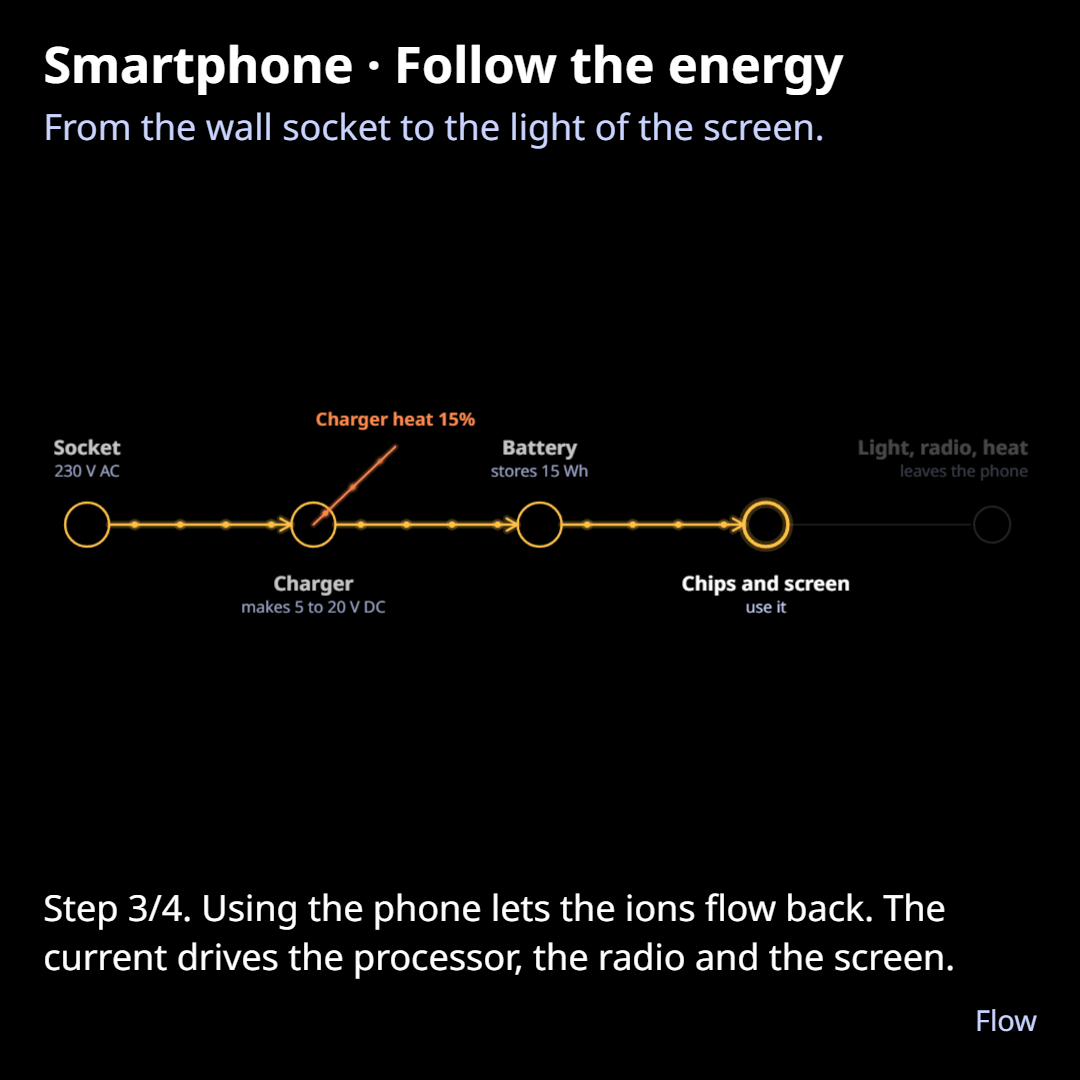 Smartphone · Follow the energy
From the wall socket to the light of the screen.
Charger heat 15%
Socket
230 V AC
Battery
stores 15 Wh
Light, radio, heat
leaves the phone
Charger
makes 5 to 20 V DC
Chips and screen
use it
Step 3/4. Using the phone lets the ions flow back. The
current drives the processor, the radio and the screen.
Flow